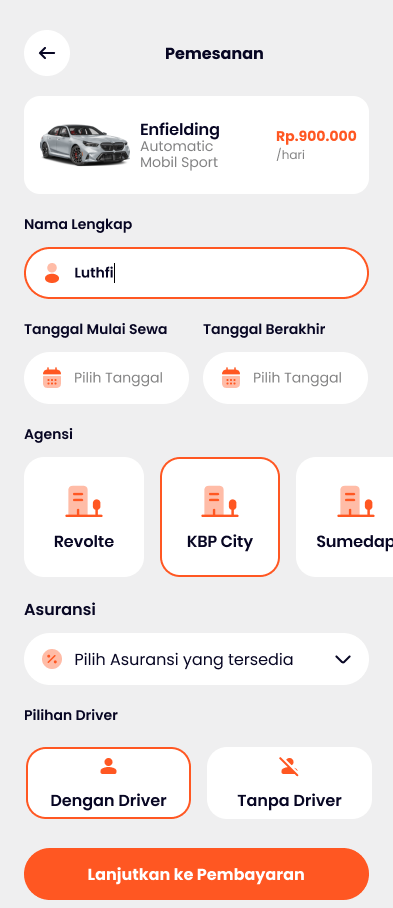 Pemesanan
Enfielding
Automatic
Mobil Sport
Rp.900.000
/hari
Nama Lengkap
Luthfi
Tanggal Mulai Sewa
Tanggal Berakhir
Pilih Tanggal
Pilih Tanggal
Agensi
Revolte
KBP City
Sumedap
Asuransi
Pilih Asuransi yang tersedia
Pilihan Driver
Dengan Driver
Tanpa Driver
Lanjutkan ke Pembayaran